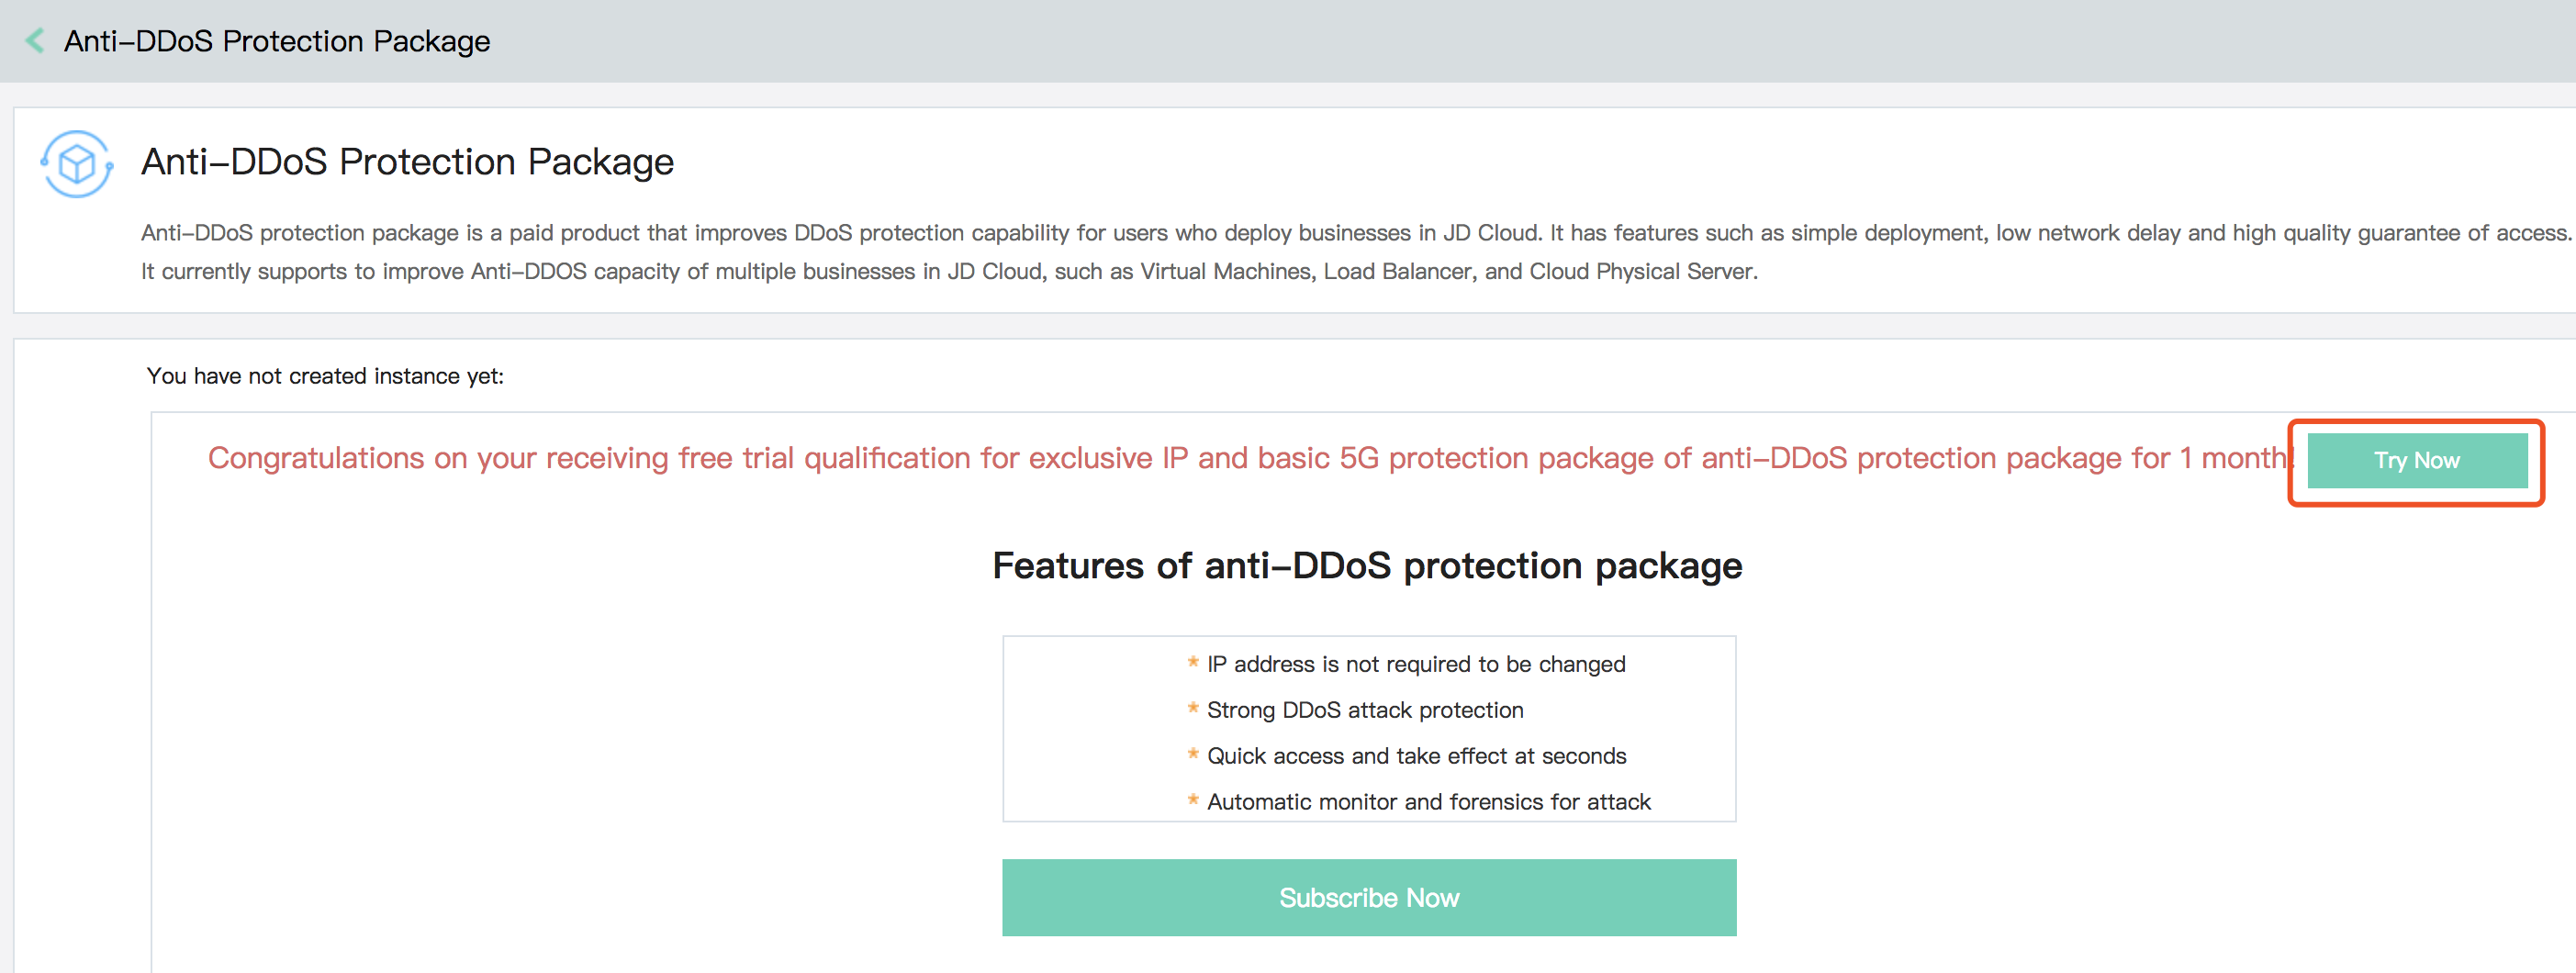 Anti-DDoS Protection Package
Anti-DDoS Protection Package
Anti-DDoS protection package is a paid product that improves DDoS protection capability for users who deploy businesses in JD Cloud. It has features such as simple deployment, low network delay and high quality guarantee of access.
It currently supports to improve Anti-DDOS capacity of multiple businesses in JD Cloud, such as Virtual Machines, Load Balancer, and Cloud Physical Server.
You have not created instance yet:
Congratulations on your receiving free trial qualification for exclusive IP and basic 5G protection package of anti-DDoS protection package for 1 month! Try Now
Features of anti-DDoS protection package
* IP address is not required to be changed
* Strong DDoS attack protection
* Quick access and take effect at seconds
* Automatic monitor and forensics for attack
Subscribe Now